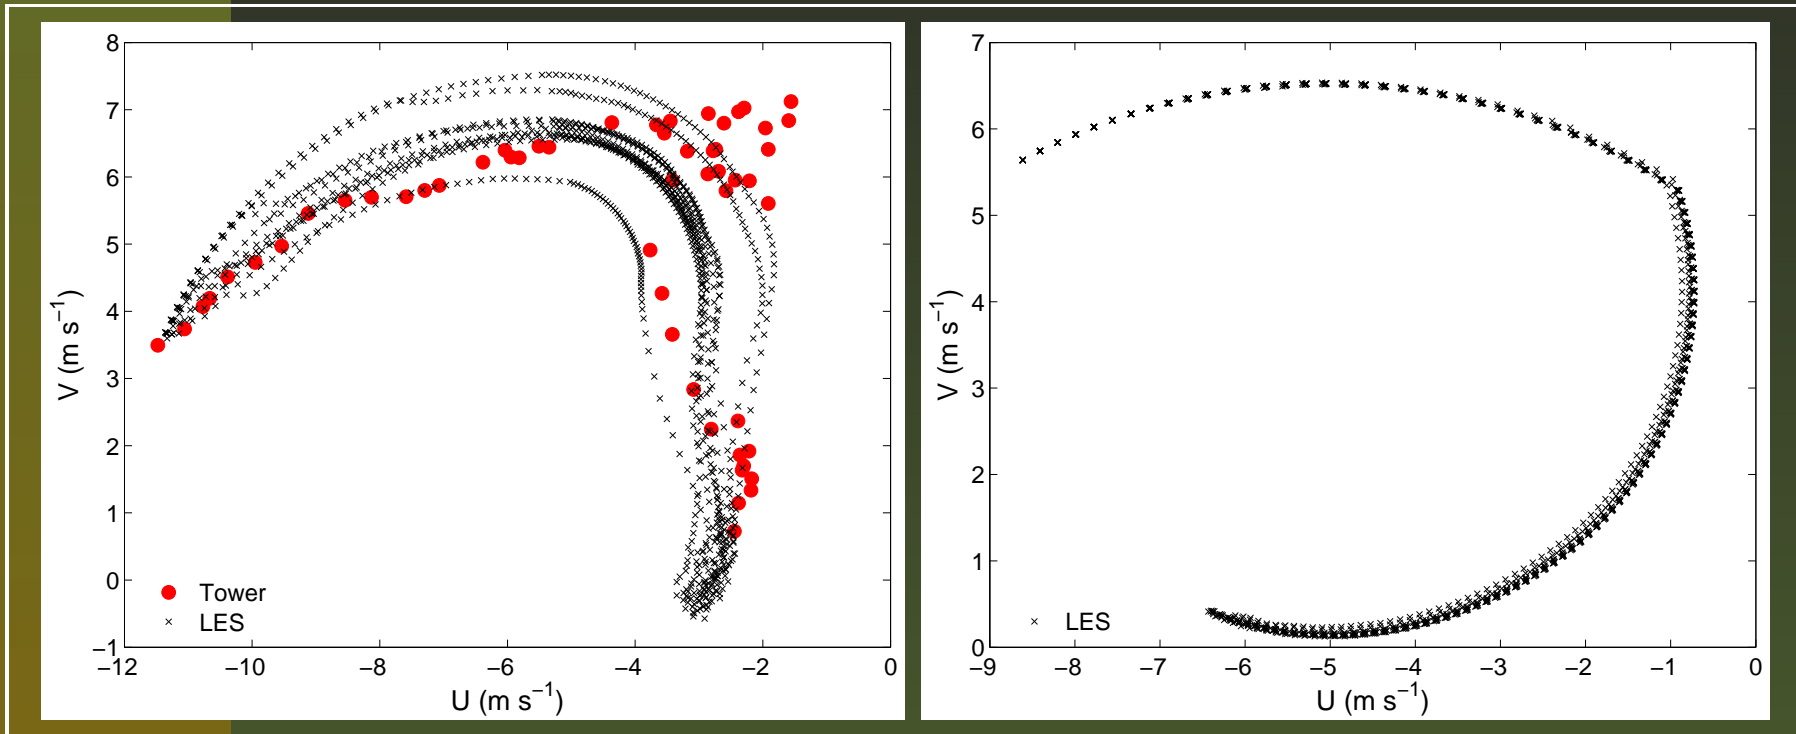 8
7
6
5
4
3
2
1
0
−1
V (m s⁻¹)
Tower
× LES
−12 −10 −8 −6 −4 −2 0
U (m s⁻¹)
7
6
5
4
3
2
1
0
V (m s⁻¹)
× LES
−9 −8 −7 −6 −5 −4 −3 −2 −1 0
U (m s⁻¹)